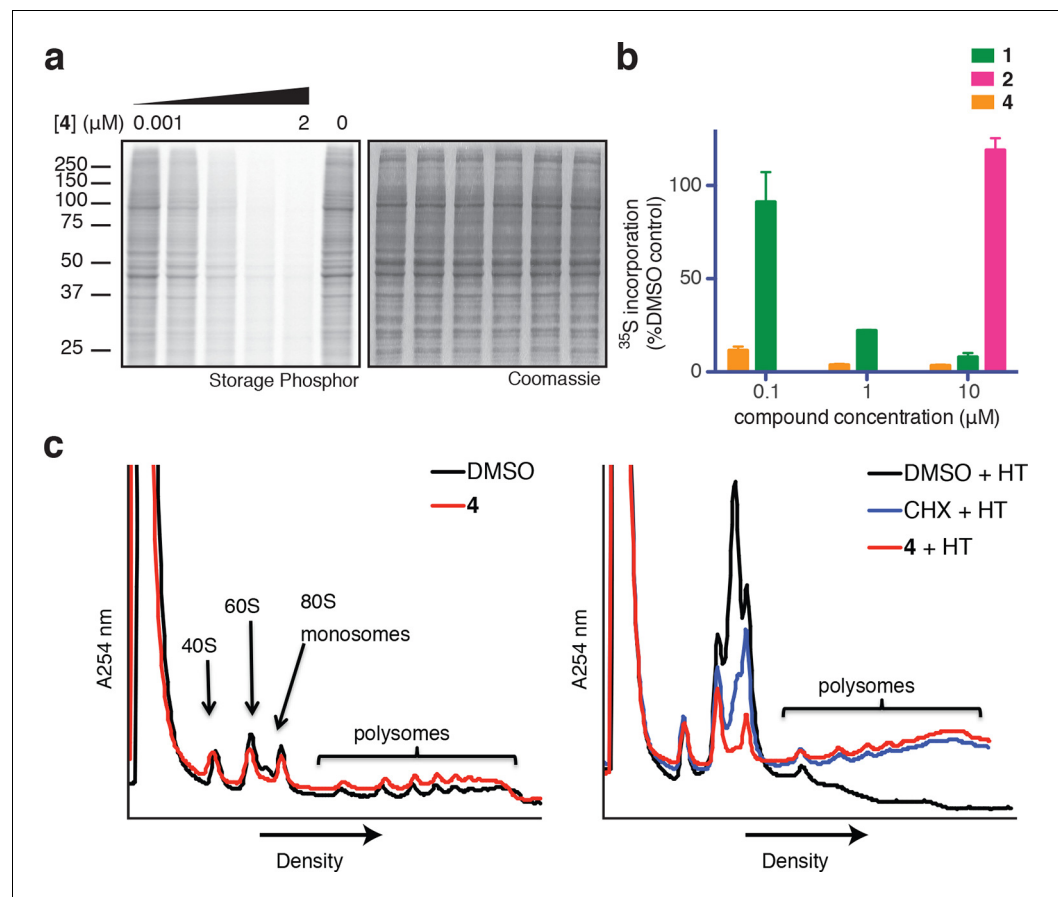 a
[4] (µM) 0.001 2 0
250
150
100
75
50
37
25
Storage Phosphor
Coomassie
b
1
2
4
35S incorporation
(%DMSO control)
100
50
0
0.1 1 10
compound concentration (µM)
c
DMSO
4
A254 nm
40S
60S
80S
monosomes
polysomes
Density
DMSO + HT
CHX + HT
4 + HT
A254 nm
polysomes
Density